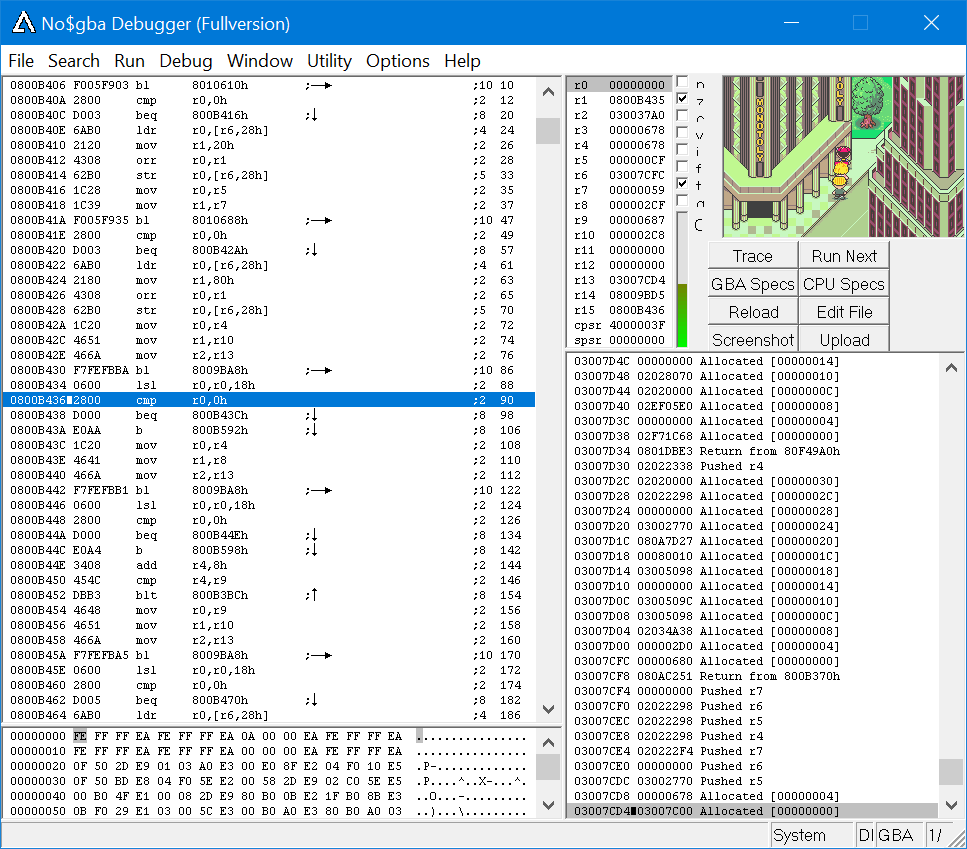 No$gba Debugger (Fullversion)
File Search Run Debug Window Utility Options Help
0800B406 F005F903 bl 8010610h ;→ ;10 10
0800B40A 2800 cmp r0,0h ;2 12
0800B40C D003 beq 800B416h ;↓ ;8 20
0800B40E 6AB0 ldr r0,[r6,28h] ;4 24
0800B410 2120 mov r1,20h ;2 26
0800B412 4308 orr r0,r1 ;2 28
0800B414 62B0 str r0,[r6,28h] ;5 33
0800B416 1C28 mov r0,r5 ;2 35
0800B418 1C39 mov r1,r7 ;2 37
0800B41A F005F935 bl 8010688h ;→ ;10 47
0800B41E 2800 cmp r0,0h ;2 49
0800B420 D003 beq 800B42Ah ;↓ ;8 57
0800B422 6AB0 ldr r0,[r6,28h] ;4 61
0800B424 2180 mov r1,80h ;2 63
0800B426 4308 orr r0,r1 ;2 65
0800B428 62B0 str r0,[r6,28h] ;5 70
0800B42A 1C20 mov r0,r4 ;2 72
0800B42C 4651 mov r1,r10 ;2 74
0800B42E 466A mov r2,r13 ;2 76
0800B430 F7FEFBBA bl 8009BA8h ;→ ;10 86
0800B434 0600 lsl r0,r0,18h ;2 88
0800B436 2800 cmp r0,0h ;2 90
0800B438 D000 beq 800B43Ch ;↓ ;8 98
0800B43A E0AA b 800B592h ;↓ ;8 106
0800B43C 1C20 mov r0,r4 ;2 108
0800B43E 4641 mov r1,r8 ;2 110
0800B440 466A mov r2,r13 ;2 112
0800B442 F7FEFBB1 bl 8009BA8h ;→ ;10 122
0800B446 0600 lsl r0,r0,18h ;2 124
0800B448 2800 cmp r0,0h ;2 126
0800B44A D000 beq 800B44Eh ;↓ ;8 134
0800B44C E0A4 b 800B598h ;↓ ;8 142
0800B44E 3408 add r4,8h ;2 144
0800B450 454C cmp r4,r9 ;2 146
0800B452 DBB3 blt 800B3BCh ;↑ ;8 154
0800B454 4648 mov r0,r9 ;2 156
0800B456 4651 mov r1,r10 ;2 158
0800B458 466A mov r2,r13 ;2 160
0800B45A F7FEFBA5 bl 8009BA8h ;→ ;10 170
0800B45E 0600 lsl r0,r0,18h ;2 172
0800B460 2800 cmp r0,0h ;2 174
0800B462 D005 beq 800B470h ;↓ ;8 182
0800B464 6AB0 ldr r0,[r6,28h] ;4 186
r0 00000000
r1 0800B435
r2 030037A0
r3 00000678
r4 00000678
r5 000000CF
r6 03007CFC
r7 00000059
r8 000002CF
r9 00000687
r10 000002C8
r11 00000000
r12 00000000
r13 03007CD4
r14 08009BD5
r15 0800B436
cpsr 4000003F
spsr 00000000
n
z
c
v
i
f
t
MONOTOLY
Trace Run Next
GBA Specs CPU Specs
Reload Edit File
Screenshot Upload
03007D4C 00000000 Allocated [00000014]
03007D48 02028070 Allocated [00000010]
03007D44 02020000 Allocated [0000000C]
03007D40 02EF05E0 Allocated [00000008]
03007D3C 00000000 Allocated [00000004]
03007D38 02F71C68 Allocated [00000000]
03007D34 0801DBE3 Return from 80F49A0h
03007D30 02022338 Pushed r4
03007D2C 02020000 Allocated [00000030]
03007D28 02022298 Allocated [0000002C]
03007D24 00000000 Allocated [00000028]
03007D20 03002770 Allocated [00000024]
03007D1C 080A7D27 Allocated [00000020]
03007D18 00080010 Allocated [0000001C]
03007D14 03005098 Allocated [00000018]
03007D10 00000000 Allocated [00000014]
03007D0C 0300509C Allocated [00000010]
03007D08 03005098 Allocated [0000000C]
03007D04 02034A38 Allocated [00000008]
03007D00 000002D0 Allocated [00000004]
03007CFC 00000680 Allocated [00000000]
03007CF8 080AC251 Return from 800B370h
03007CF4 00000000 Pushed r7
03007CF0 02022298 Pushed r6
03007CEC 02022298 Pushed r5
03007CE8 02022298 Pushed r4
03007CE4 020222F4 Pushed r7
03007CE0 00000000 Pushed r6
03007CDC 03002770 Pushed r5
03007CD8 00000678 Allocated [00000004]
03007CD4 03007C00 Allocated [00000000]
00000000 FE FF FF EA FE FF FF EA 0A 00 00 EA FE FF FF EA ................
00000010 FE FF FF EA FE FF FF EA FE FF FF EA FE FF FF EA ................
00000020 0F 50 2D E9 01 03 A0 E3 00 E0 8F E2 04 F0 10 E5 .P-.............
00000030 0F 50 BD E8 04 F0 5E E2 00 58 2D E9 02 C0 5E E5 .P....^..X-...^.
00000040 00 B0 4F E1 00 08 2D E9 80 B0 0B E2 1F B0 8B E3 ..O...-.........
00000050 0B F0 29 E1 03 00 5C E3 00 B0 A0 E3 80 B0 A0 03 ..)...\.........
System DI GBA 1/